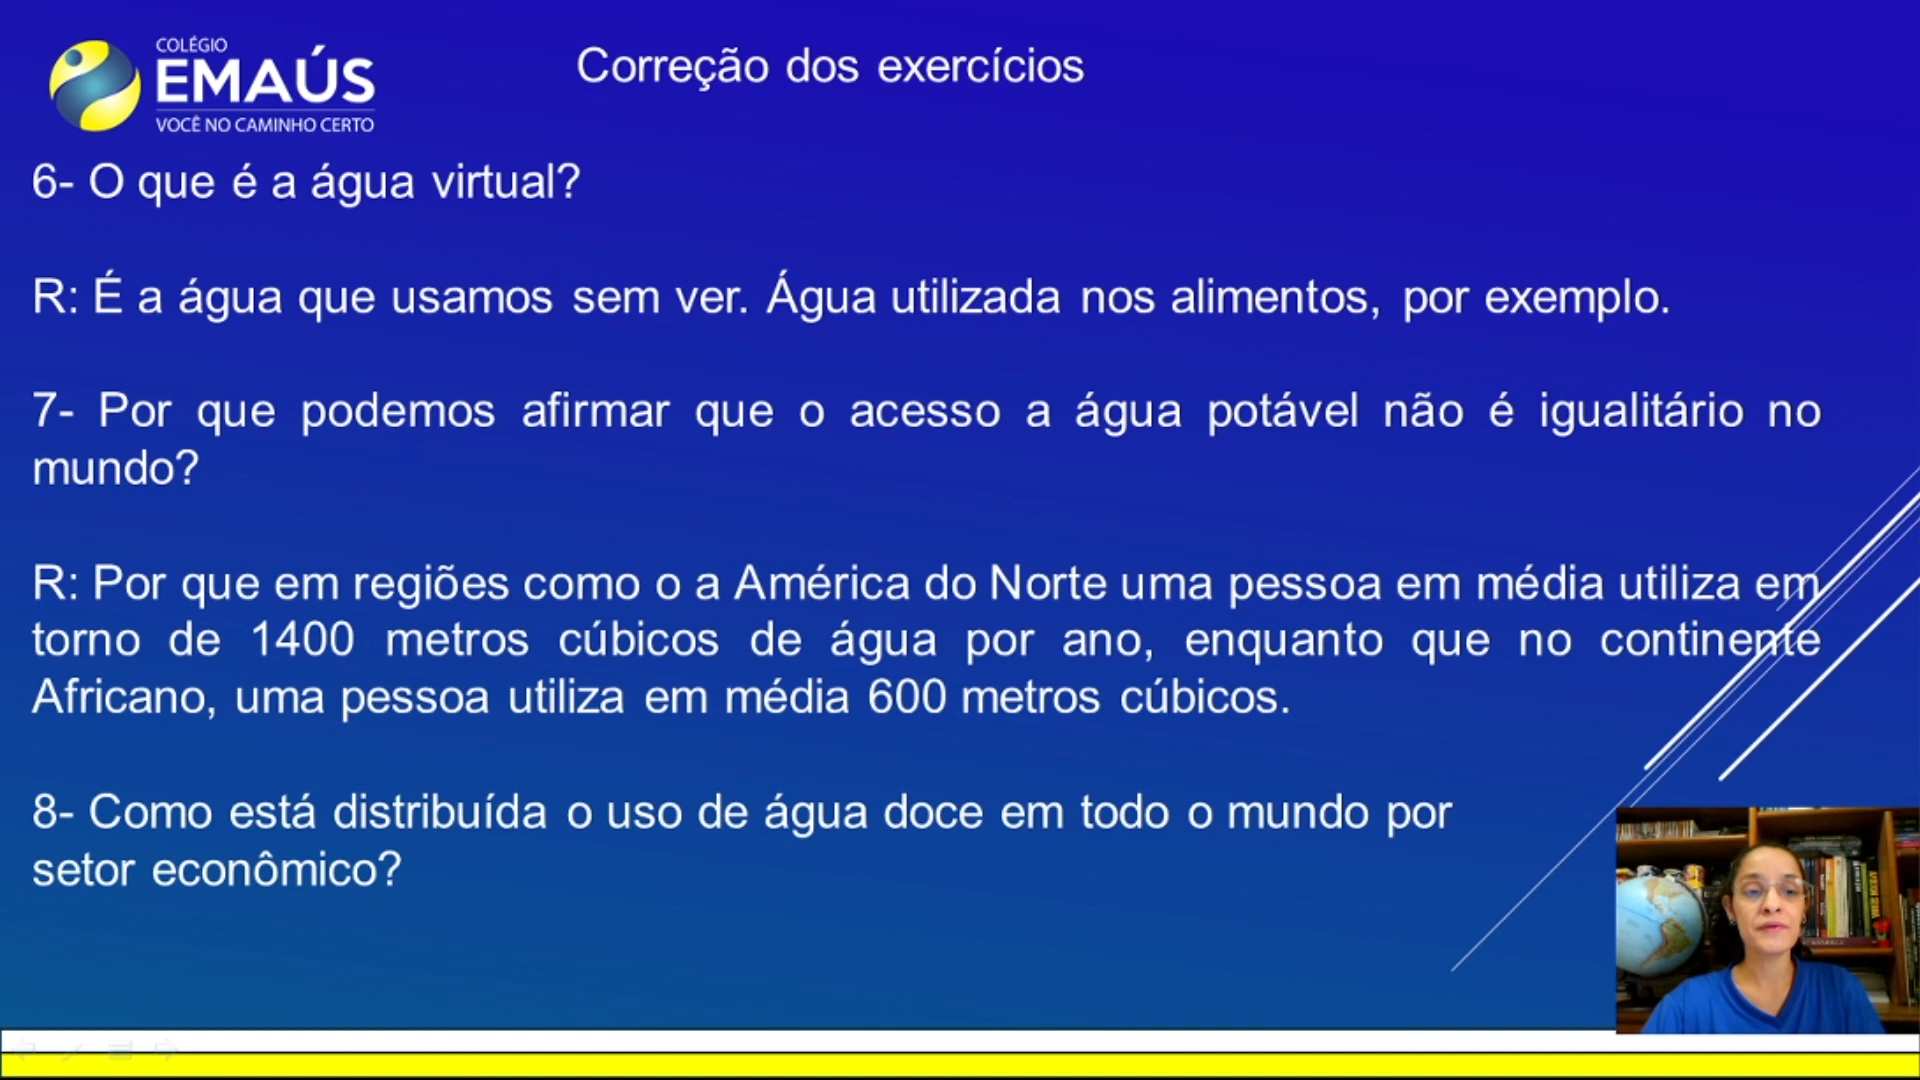 COLÉGIO
EMAÚS
VOCÊ NO CAMINHO CERTO
Correção dos exercícios
6- O que é a água virtual?
R: É a água que usamos sem ver. Água utilizada nos alimentos, por exemplo.
7- Por que podemos afirmar que o acesso a água potável não é igualitário no
mundo?
R: Por que em regiões como o a América do Norte uma pessoa em média utiliza em
torno de 1400 metros cúbicos de água por ano, enquanto que no continente
Africano, uma pessoa utiliza em média 600 metros cúbicos.
8- Como está distribuída o uso de água doce em todo o mundo por
setor econômico?